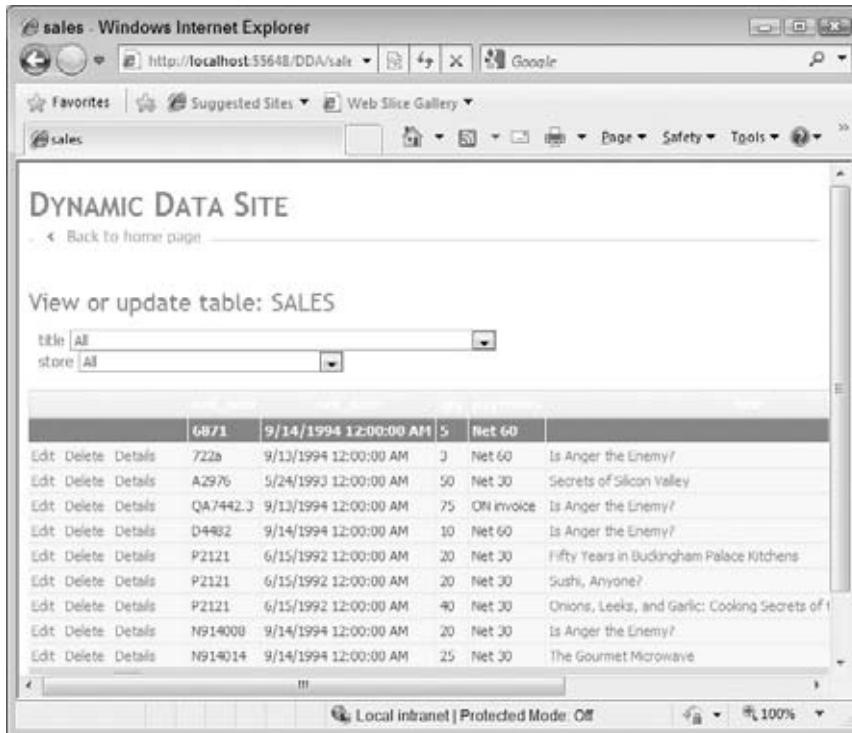 sales - Windows Internet Explorer
http://localhost:55648/DDA/sale
Google
Favorites Suggested Sites Web Slice Gallery
sales Page Safety Tools
DYNAMIC DATA SITE
Back to home page
View or update table: SALES
title All
store All
6871 9/14/1994 12:00:00 AM 5 Net 60
Edit Delete Details 722a 9/13/1994 12:00:00 AM 3 Net 60 Is Anger the Enemy?
Edit Delete Details A2976 5/24/1993 12:00:00 AM 50 Net 30 Secrets of Silicon Valley
Edit Delete Details QA7442.3 9/13/1994 12:00:00 AM 75 ON invoice Is Anger the Enemy?
Edit Delete Details D4482 9/14/1994 12:00:00 AM 10 Net 60 Is Anger the Enemy?
Edit Delete Details P2121 6/15/1992 12:00:00 AM 20 Net 30 Fifty Years in Buckingham Palace Kitchens
Edit Delete Details P2121 6/15/1992 12:00:00 AM 20 Net 30 Sushi, Anyone?
Edit Delete Details P2121 6/15/1992 12:00:00 AM 40 Net 30 Onions, Leeks, and Garlic: Cooking Secrets of t
Edit Delete Details N914008 9/14/1994 12:00:00 AM 20 Net 30 Is Anger the Enemy?
Edit Delete Details N914014 9/14/1994 12:00:00 AM 25 Net 30 The Gourmet Microwave
Local intranet | Protected Mode: Off 100%